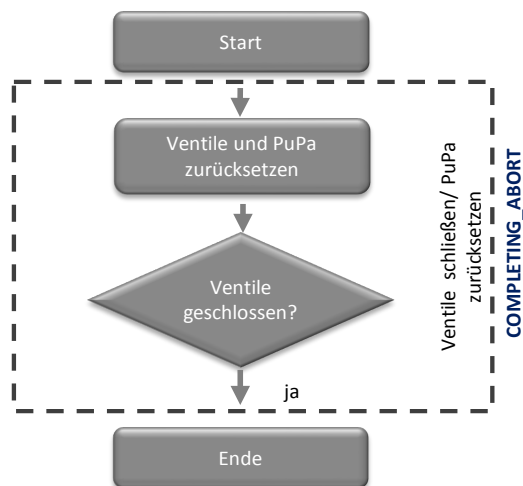 Start
Ventile und PuPa
zurücksetzen
Ventile
geschlossen?
ja
Ende
Ventile schließen/ PuPa
zurücksetzen
COMPLETING_ABORT